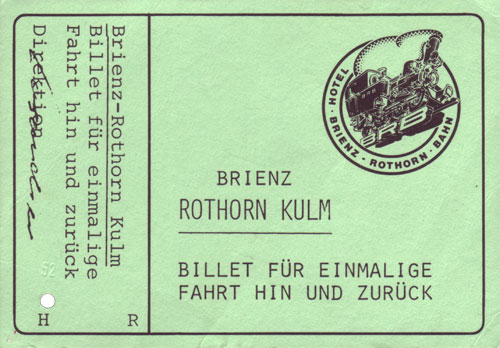 Brienz-Rothorn Kulm
Billet für einmalige
Fahrt hin und zurück
Direktion
52
H R
HOTEL
· BRIENZ · ROTHORN · BAHN ·
BRB
BRIENZ
ROTHORN KULM
BILLET FÜR EINMALIGE
FAHRT HIN UND ZURÜCK